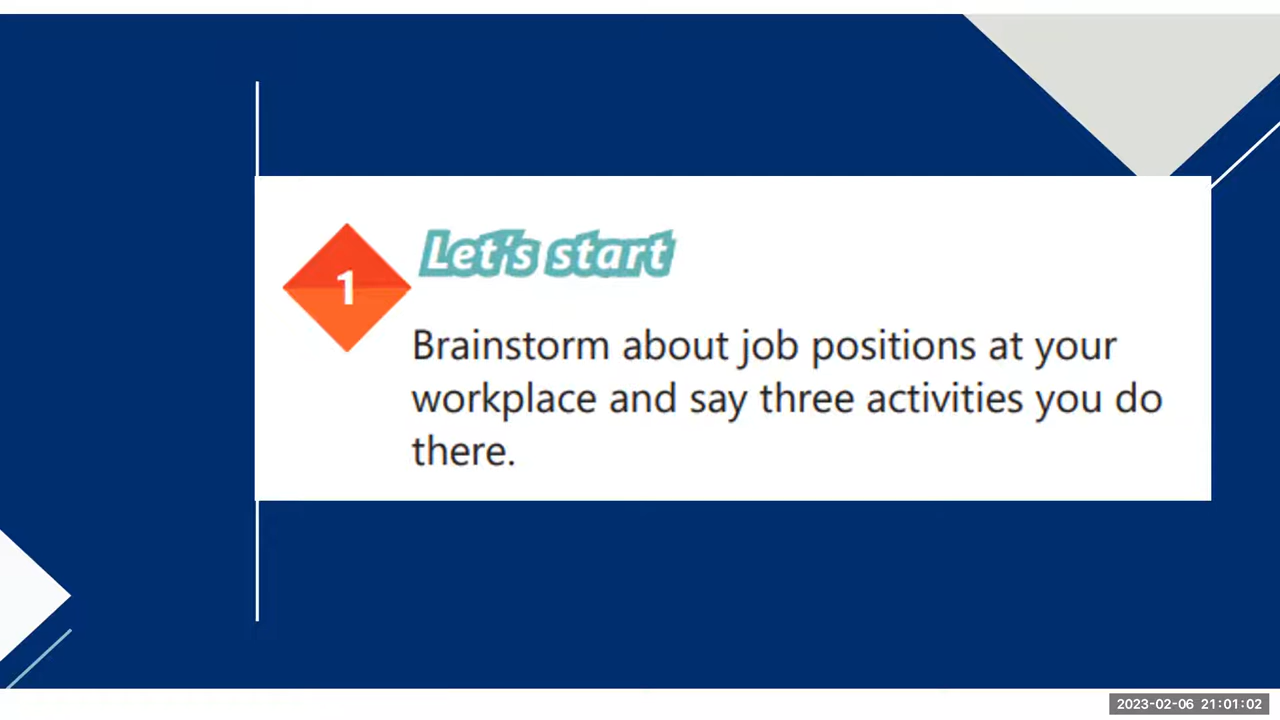 1
Let's start
Brainstorm about job positions at your
workplace and say three activities you do
there.
2023-02-06 21:01:02